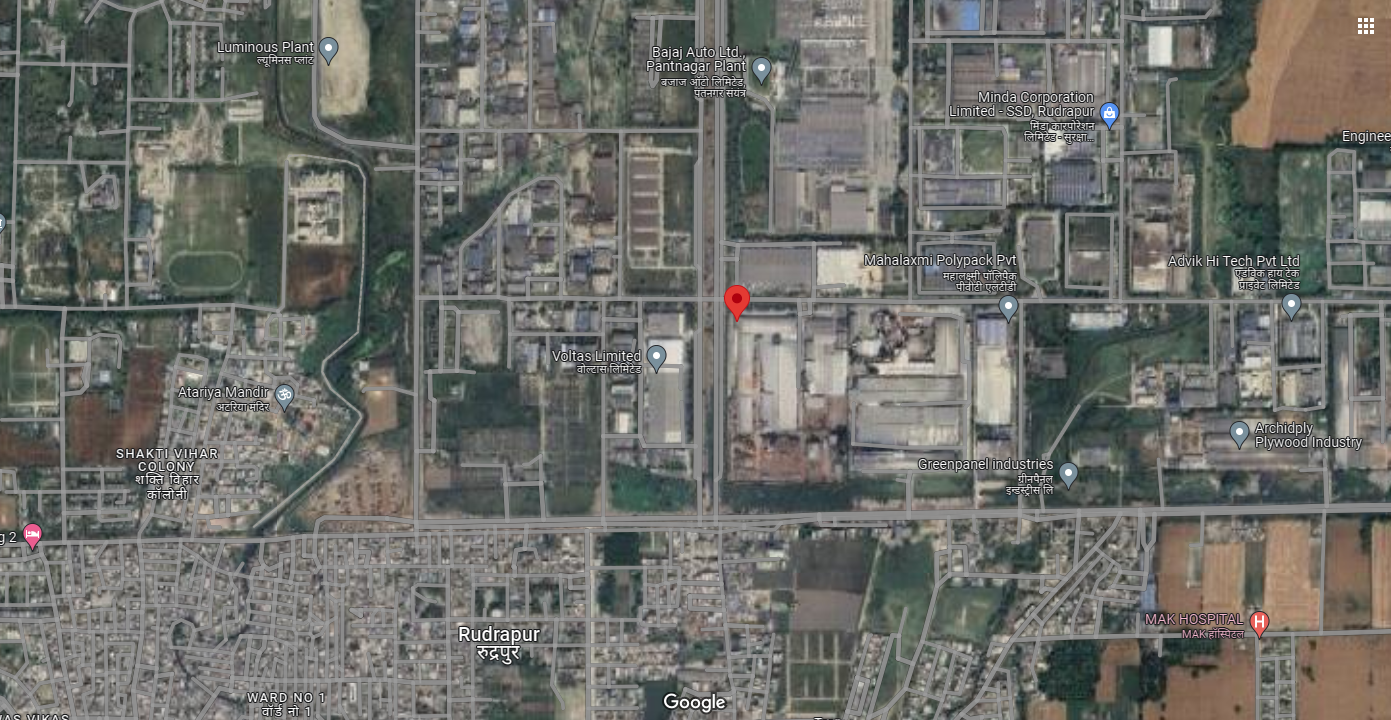 Luminous Plant
ल्यूमिनस प्लांट
Bajaj Auto Ltd.
Pantnagar Plant
बजाज ऑटो लिमिटेड,
पंतनगर संयंत्र
Minda Corporation
Limited - SSD, Rudrapur
मिंडा कारपोरेशन
लिमिटेड - सुरक्षा...
Enginee
Mahalaxmi Polypack Pvt
महालक्ष्मी पॉलिपैक
पीवीटी एलटीडी
Advik Hi Tech Pvt Ltd
एडविक हाय टेक
प्राइवेट लिमिटेड
Voltas Limited
वोल्टास लिमिटेड
Atariya Mandir
अटरिया मंदिर
ॐ
SHAKTI VIHAR
COLONY
शक्ति विहार
कॉलोनी
Archidply
Plywood Industry
Greenpanel industries
ग्रीनपैनल
इन्डस्ट्रीस लि
g 2
MAK HOSPITAL
MAK हॉस्पिटल
H
Rudrapur
रुद्रपुर
WARD NO 1
वॉर्ड नो 1
Google